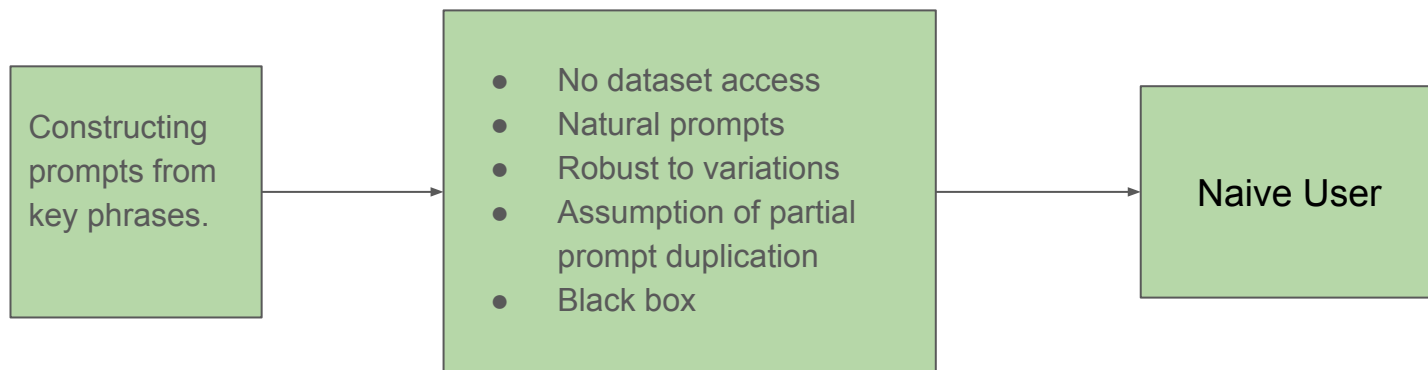 Constructing
prompts from
key phrases.
● No dataset access
● Natural prompts
● Robust to variations
● Assumption of partial
prompt duplication
● Black box
Naive User